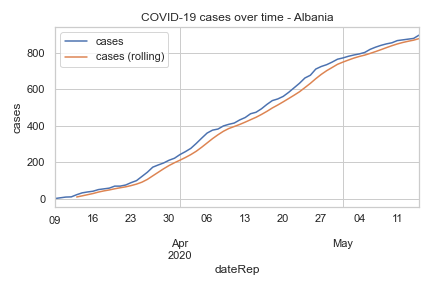 COVID-19 cases over time - Albania
cases
cases (rolling)
cases
800
600
400
200
0
09 16 23 30 06 13 20 27 04 11
Apr May
2020
dateRep